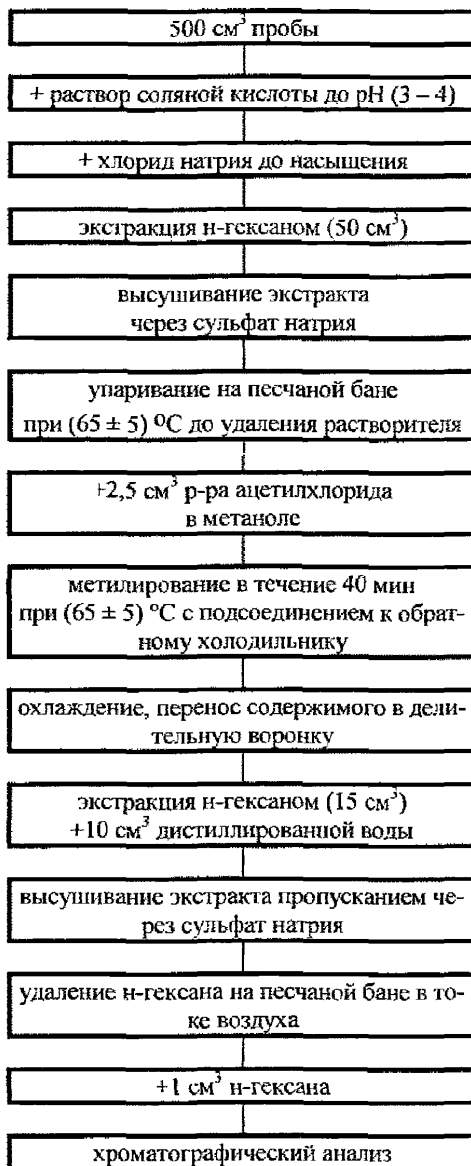 500 см³ пробы
+ раствор соляной кислоты до pH (3 – 4)
+ хлорид натрия до насыщения
экстракция н-гексаном (50 см³)
высушивание экстракта
через сульфат натрия
упаривание на песчаной бане
при (65 ± 5) ⁰С до удаления растворителя
+2,5 см³ р-ра ацетилхлорида
в метаноле
метилирование в течение 40 мин
при (65 ± 5) °С с подсоединением к обрат-
ному холодильнику
охлаждение, перенос содержимого в дели-
тельную воронку
экстракция н-гексаном (15 см³)
+10 см³ дистиллированной воды
высушивание экстракта пропусканием че-
рез сульфат натрия
удаление н-гексана на песчаной бане в то-
ке воздуха
+1 см³ н-гексана
хроматографический анализ